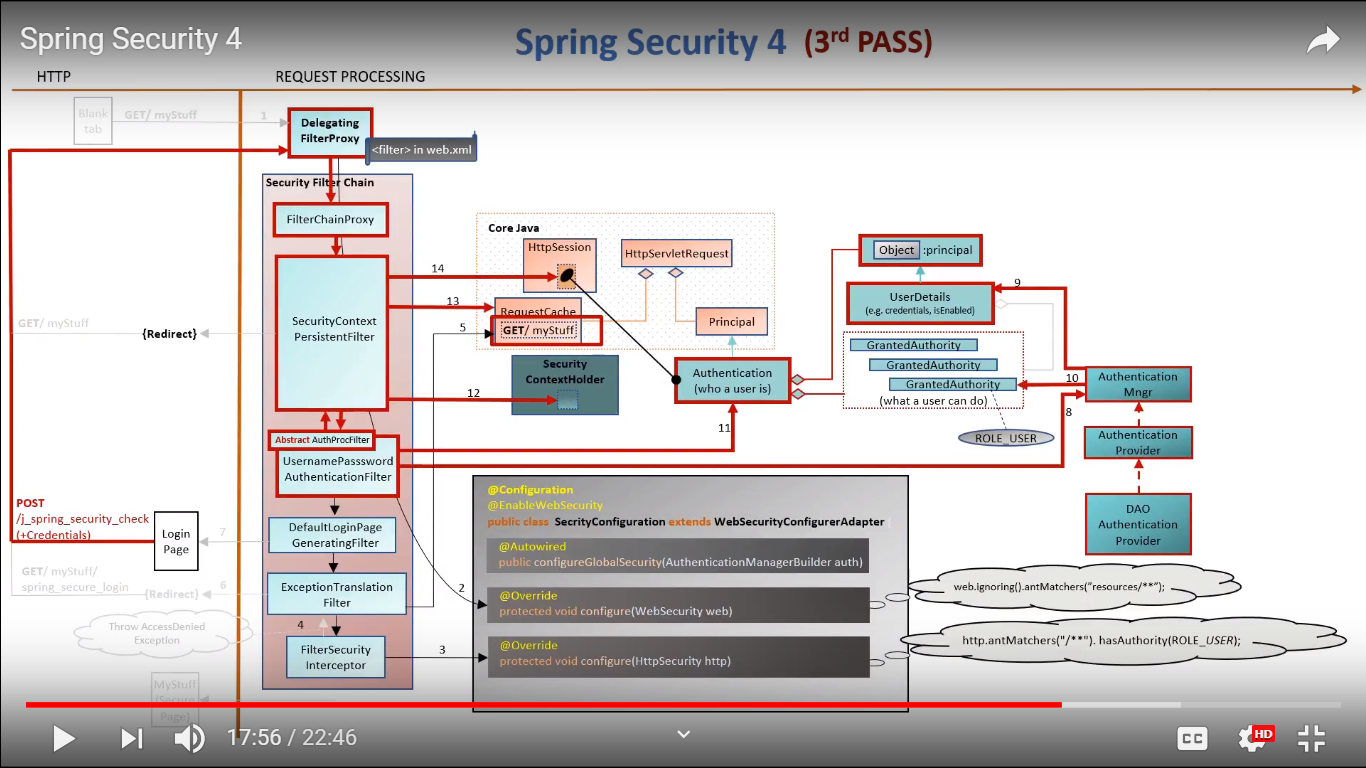 Spring Security 4
Spring Security 4 (3rd PASS)
HTTP
REQUEST PROCESSING
Blank
tab
GET/ myStuff
1
Delegating
FilterProxy
<filter> in web.xml
Security Filter Chain
FilterChainProxy
SecurityContext
PersistentFilter
GET/ myStuff
{Redirect}
Abstract AuthProcFilter
UsernamePassword
AuthenticationFilter
DefaultLoginPage
GeneratingFilter
ExceptionTranslation
Filter
4
FilterSecurity
Interceptor
POST
/j_spring_security_check
(+Credentials)
Login
Page
7
GET/ myStuff/
spring_secure_login
{Redirect}
6
Throw AccessDenied
Exception
MyStuff
(Secure
Page)
14
13
5
12
11
2
3
Core Java
HttpSession
HttpServletRequest
RequestCache
GET/ myStuff
Principal
Security
ContextHolder
Authentication
(who a user is)
Object :principal
UserDetails
(e.g. credentials, isEnabled)
GrantedAuthority
GrantedAuthority
GrantedAuthority
(what a user can do)
ROLE_USER
9
10
8
Authentication
Mngr
Authentication
Provider
DAO
Authentication
Provider
@Configuration
@EnableWebSecurity
public class SecrityConfiguration extends WebSecurityConfigurerAdapter
@Autowired
public configureGlobalSecurity(AuthenticationManagerBuilder auth)
@Override
protected void configure(WebSecurity web)
@Override
protected void configure(HttpSecurity http)
web.ignoring().antMatchers("resources/**");
http.antMatchers("/**"). hasAuthority(ROLE_USER);
17:56 / 22:46
CC
HD